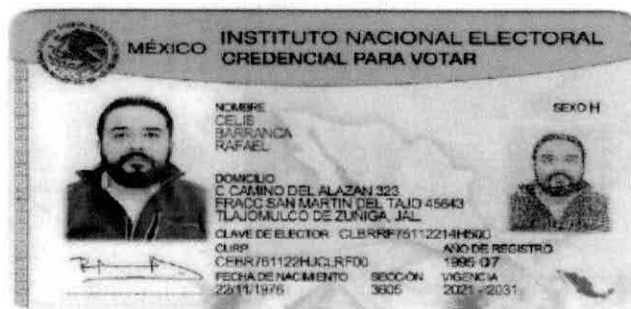 MÉXICO
INSTITUTO NACIONAL ELECTORAL
CREDENCIAL PARA VOTAR
NOMBRE
CELIS
BARRANCA
RAFAEL
SEXO H
DOMICILIO
C CAMINO DEL ALAZAN 323
FRACC SAN MARTIN DEL TAJO 45643
TLAJOMULCO DE ZUÑIGA, JAL.
CLAVE DE ELECTOR CLBRRF76112214H500
CURP
CEBR761122HJCLRF00
AÑO DE REGISTRO
1995 07
FECHA DE NACIMIENTO
22/11/1976
SECCIÓN
3605
VIGENCIA
2021 - 2031